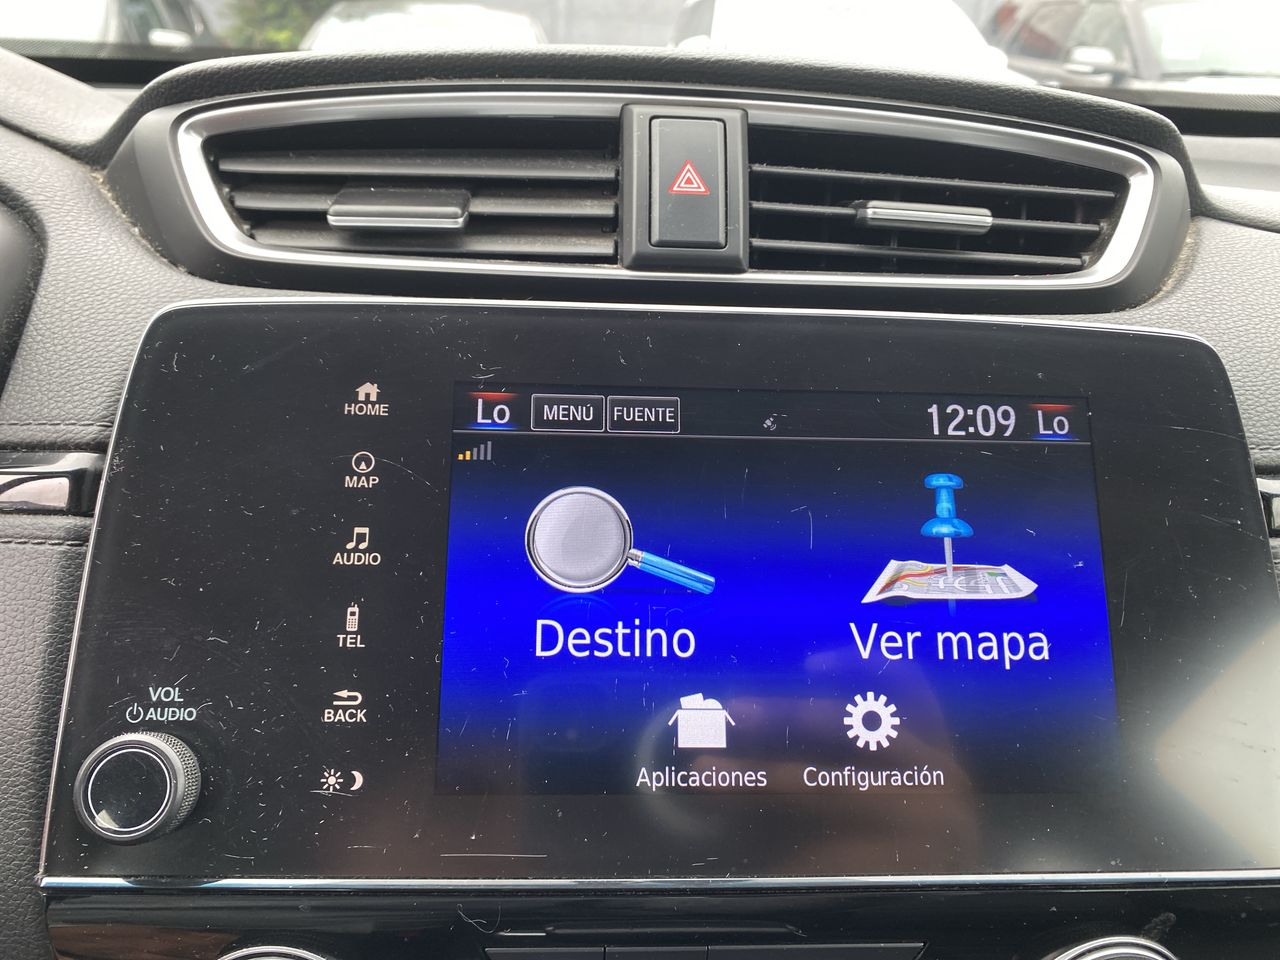 HOME
MAP
AUDIO
TEL
BACK
VOL
AUDIO
Lo MENÚ FUENTE 12:09 Lo
Destino Ver mapa
Aplicaciones Configuración